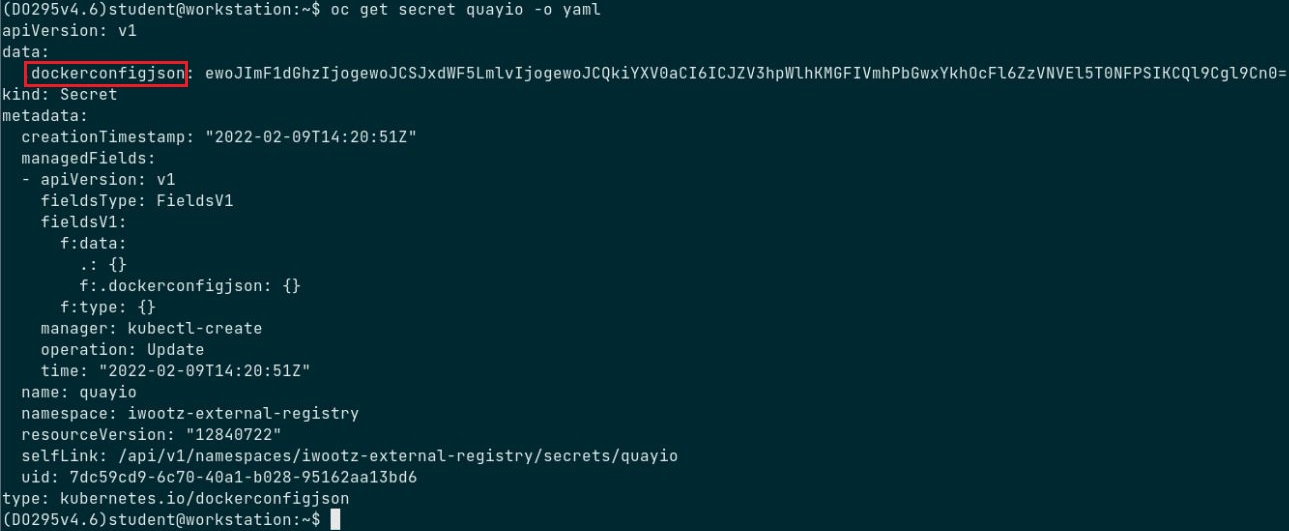 (DO295v4.6)student@workstation:~$ oc get secret quayio -o yaml
apiVersion: v1
data:
  .dockerconfigjson: ewoJImF1dGhzIjogewoJCSJxdWF5LmlvIjogewoJCQkiYXV0aCI6ICJZV3hpWlhKMGFIVmhPbGwxYkhOcFl6ZzVNVEl5T0NFPSIKCQl9Cgl9Cn0=
kind: Secret
metadata:
  creationTimestamp: "2022-02-09T14:20:51Z"
  managedFields:
  - apiVersion: v1
    fieldsType: FieldsV1
    fieldsV1:
      f:data:
        .: {}
        f:.dockerconfigjson: {}
      f:type: {}
    manager: kubectl-create
    operation: Update
    time: "2022-02-09T14:20:51Z"
  name: quayio
  namespace: iwootz-external-registry
  resourceVersion: "12840722"
  selfLink: /api/v1/namespaces/iwootz-external-registry/secrets/quayio
  uid: 7dc59cd9-6c70-40a1-b028-95162aa13bd6
type: kubernetes.io/dockerconfigjson
(DO295v4.6)student@workstation:~$